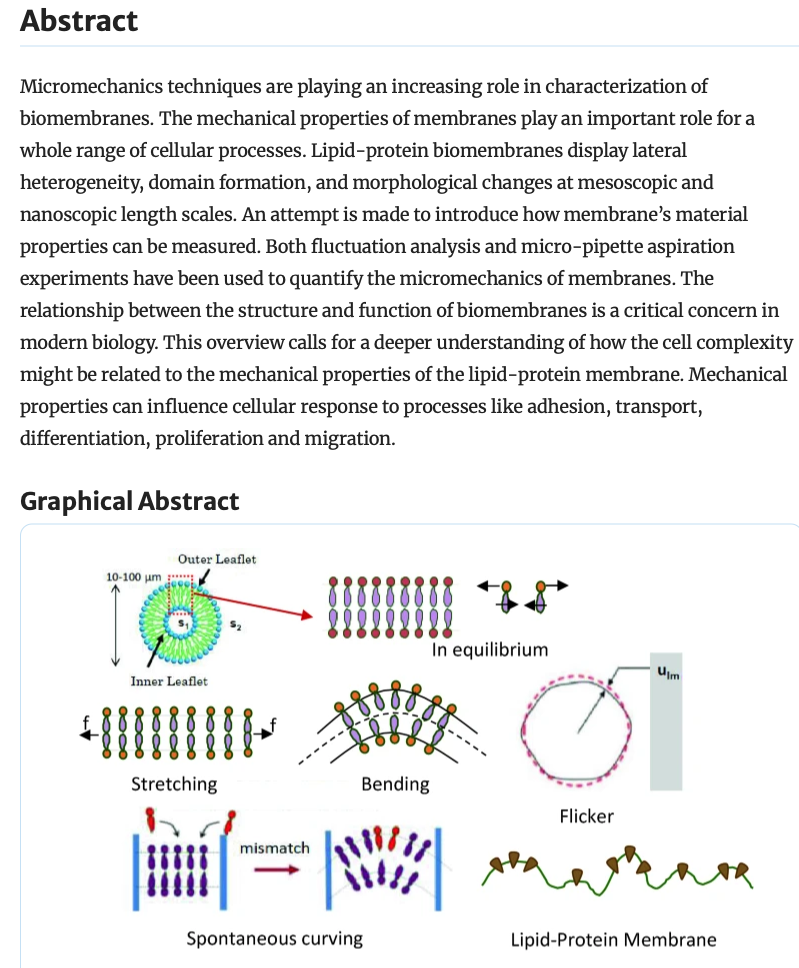 Abstract
Micromechanics techniques are playing an increasing role in characterization of
biomembranes. The mechanical properties of membranes play an important role for a
whole range of cellular processes. Lipid-protein biomembranes display lateral
heterogeneity, domain formation, and morphological changes at mesoscopic and
nanoscopic length scales. An attempt is made to introduce how membrane’s material
properties can be measured. Both fluctuation analysis and micro-pipette aspiration
experiments have been used to quantify the micromechanics of membranes. The
relationship between the structure and function of biomembranes is a critical concern in
modern biology. This overview calls for a deeper understanding of how the cell complexity
might be related to the mechanical properties of the lipid-protein membrane. Mechanical
properties can influence cellular response to processes like adhesion, transport,
differentiation, proliferation and migration.
Graphical Abstract
Outer Leaflet
10-100 µm
S₁
S₂
Inner Leaflet
In equilibrium
f
f
Stretching
Bending
u_lm
Flicker
mismatch
Spontaneous curving
Lipid-Protein Membrane